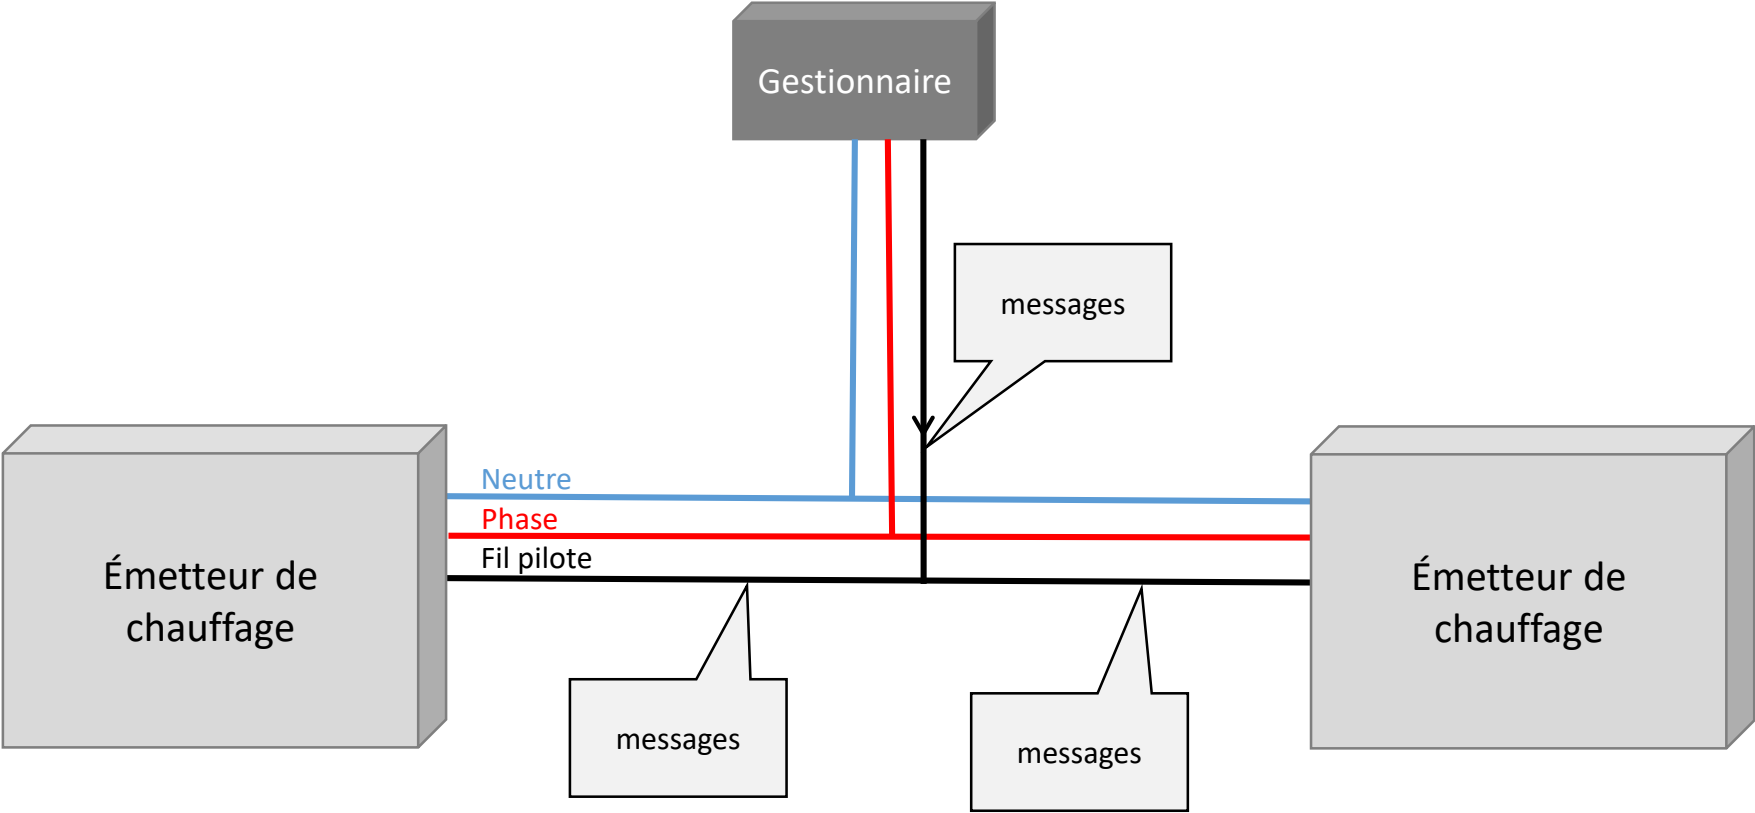 Gestionnaire
messages
Neutre
Phase
Fil pilote
Émetteur de
chauffage
Émetteur de
chauffage
messages
messages